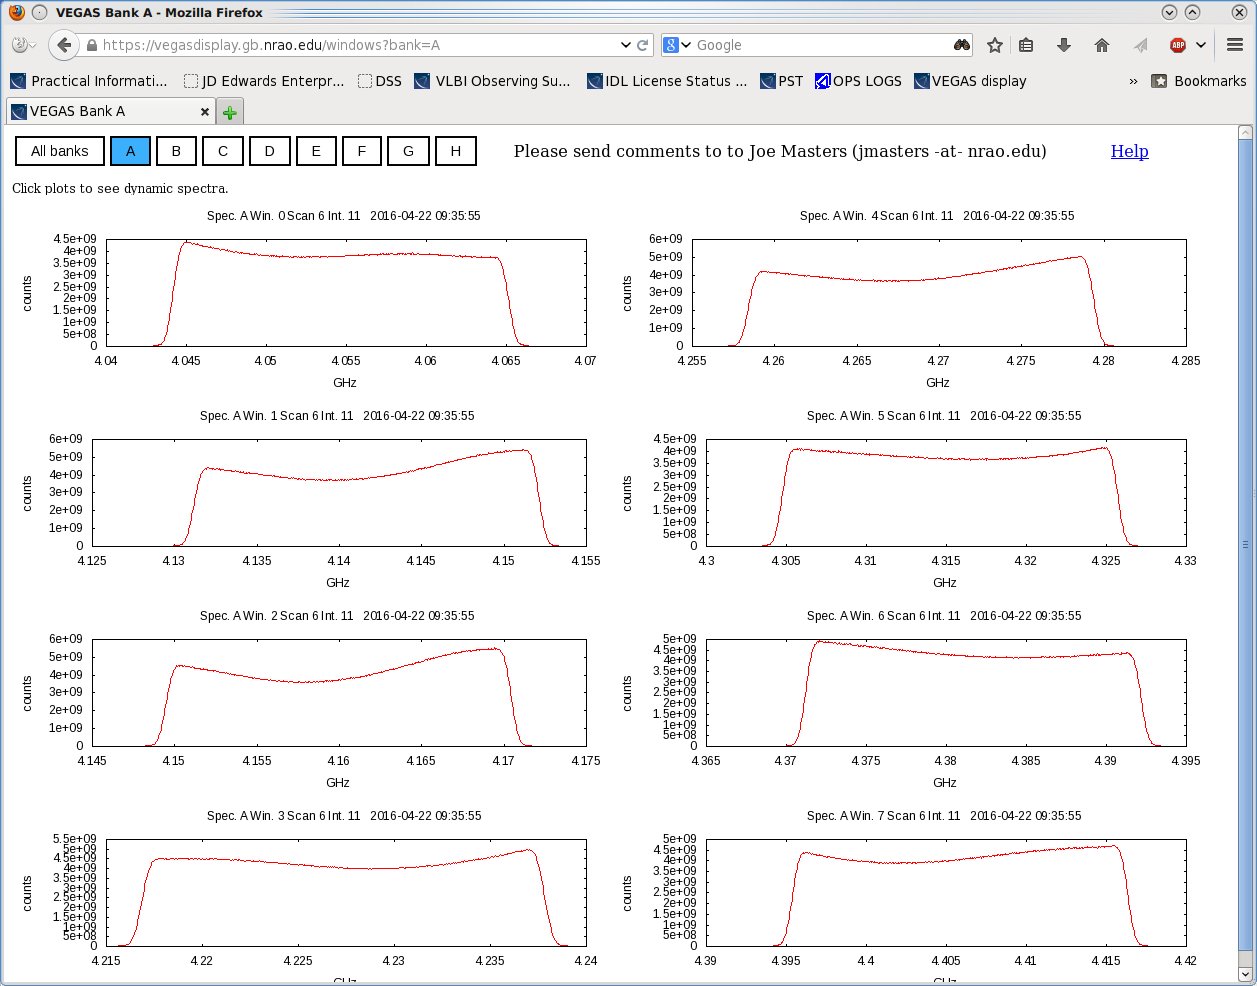 VEGAS Bank A - Mozilla Firefox
https://vegasdisplay.gb.nrao.edu/windows?bank=A
8 Google
ABP
Practical Informati... JD Edwards Enterpr... DSS VLBI Observing Su... IDL License Status ... PST OPS LOGS VEGAS display » Bookmarks
VEGAS Bank A
All banks A B C D E F G H Please send comments to to Joe Masters (jmasters -at- nrao.edu) Help
Click plots to see dynamic spectra.
Spec. A Win. 0 Scan 6 Int. 11 2016-04-22 09:35:55
4.5e+09
4e+09
3.5e+09
3e+09
2.5e+09
2e+09
1.5e+09
1e+09
5e+08
0
counts
4.04 4.045 4.05 4.055 4.06 4.065 4.07
GHz
Spec. A Win. 4 Scan 6 Int. 11 2016-04-22 09:35:55
6e+09
5e+09
4e+09
3e+09
2e+09
1e+09
0
counts
4.255 4.26 4.265 4.27 4.275 4.28 4.285
GHz
Spec. A Win. 1 Scan 6 Int. 11 2016-04-22 09:35:55
6e+09
5e+09
4e+09
3e+09
2e+09
1e+09
0
counts
4.125 4.13 4.135 4.14 4.145 4.15 4.155
GHz
Spec. A Win. 5 Scan 6 Int. 11 2016-04-22 09:35:55
4.5e+09
4e+09
3.5e+09
3e+09
2.5e+09
2e+09
1.5e+09
1e+09
5e+08
0
counts
4.3 4.305 4.31 4.315 4.32 4.325 4.33
GHz
Spec. A Win. 2 Scan 6 Int. 11 2016-04-22 09:35:55
6e+09
5e+09
4e+09
3e+09
2e+09
1e+09
0
counts
4.145 4.15 4.155 4.16 4.165 4.17 4.175
GHz
Spec. A Win. 6 Scan 6 Int. 11 2016-04-22 09:35:55
5e+09
4.5e+09
4e+09
3.5e+09
3e+09
2.5e+09
2e+09
1.5e+09
1e+09
5e+08
0
counts
4.365 4.37 4.375 4.38 4.385 4.39 4.395
GHz
Spec. A Win. 3 Scan 6 Int. 11 2016-04-22 09:35:55
5.5e+09
5e+09
4.5e+09
4e+09
3.5e+09
3e+09
2.5e+09
2e+09
1.5e+09
1e+09
5e+08
0
counts
4.215 4.22 4.225 4.23 4.235 4.24
GHz
Spec. A Win. 7 Scan 6 Int. 11 2016-04-22 09:35:55
5e+09
4.5e+09
4e+09
3.5e+09
3e+09
2.5e+09
2e+09
1.5e+09
1e+09
5e+08
0
counts
4.39 4.395 4.4 4.405 4.41 4.415 4.42
GHz